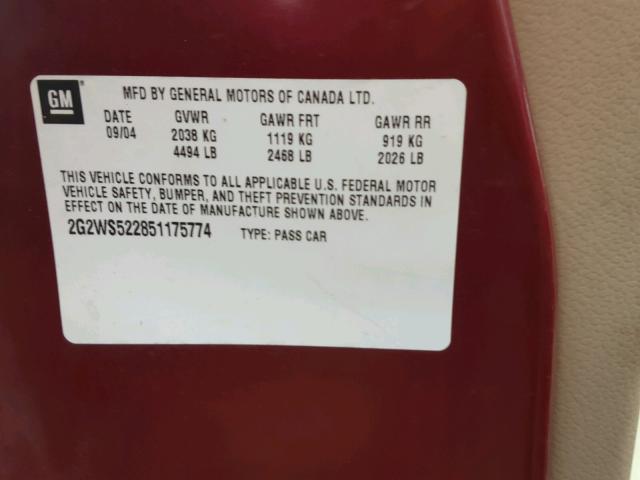 GM
MFD BY GENERAL MOTORS OF CANADA LTD.
DATE GVWR GAWR FRT GAWR RR
09/04 2038 KG 1119 KG 919 KG
4494 LB 2468 LB 2026 LB
THIS VEHICLE CONFORMS TO ALL APPLICABLE U.S. FEDERAL MOTOR
VEHICLE SAFETY, BUMPER, AND THEFT PREVENTION STANDARDS IN
EFFECT ON THE DATE OF MANUFACTURE SHOWN ABOVE.
2G2WS522851175774 TYPE: PASS CAR